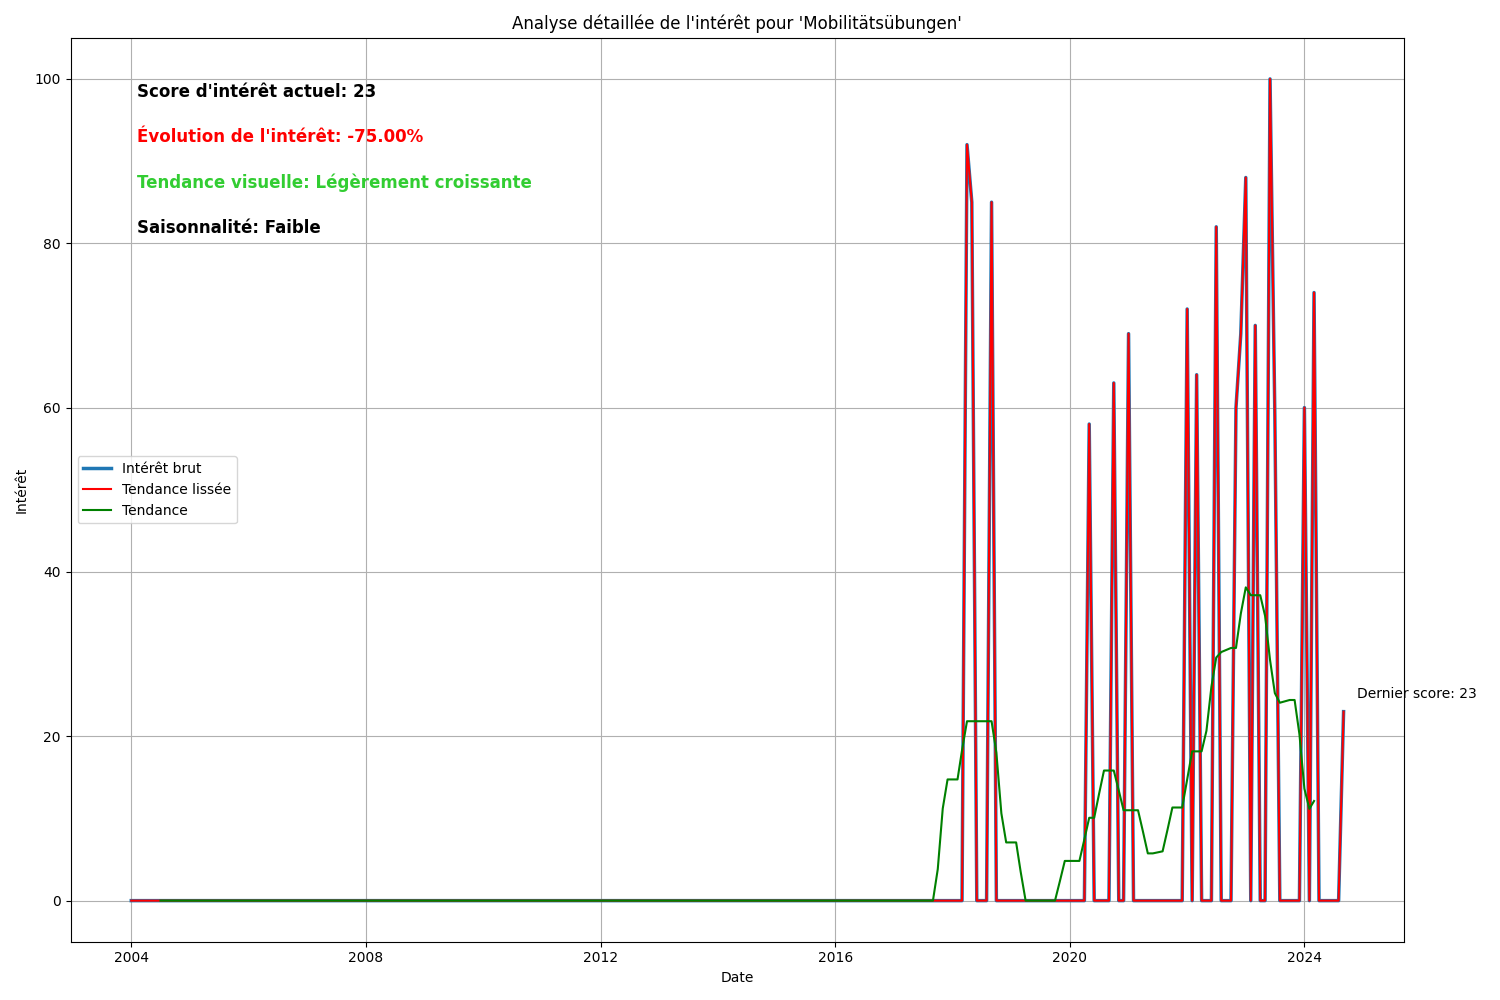 Analyse détaillée de l'intérêt pour 'Mobilitätsübungen'
100
80
60
40
20
0
Intérêt
Score d'intérêt actuel: 23
Évolution de l'intérêt: -75.00%
Tendance visuelle: Légèrement croissante
Saisonnalité: Faible
Intérêt brut
Tendance lissée
Tendance
Dernier score: 23
2004 2008 2012 2016 2020 2024
Date